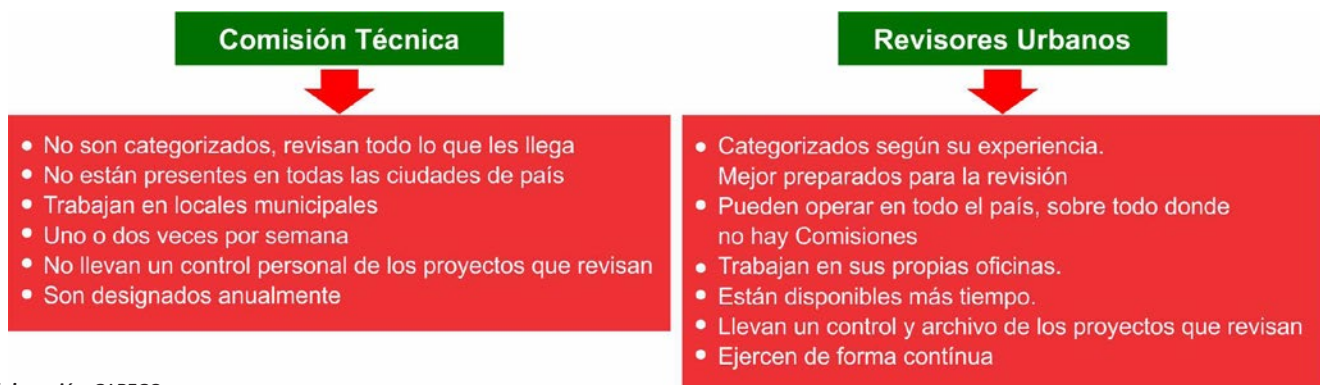 Comisión Técnica
• No son categorizados, revisan todo lo que les llega
• No están presentes en todas las ciudades de país
• Trabajan en locales municipales
• Uno o dos veces por semana
• No llevan un control personal de los proyectos que revisan
• Son designados anualmente
Revisores Urbanos
• Categorizados según su experiencia.
Mejor preparados para la revisión
• Pueden operar en todo el país, sobre todo donde
no hay Comisiones
• Trabajan en sus propias oficinas.
• Están disponibles más tiempo.
• Llevan un control y archivo de los proyectos que revisan
• Ejercen de forma contínua